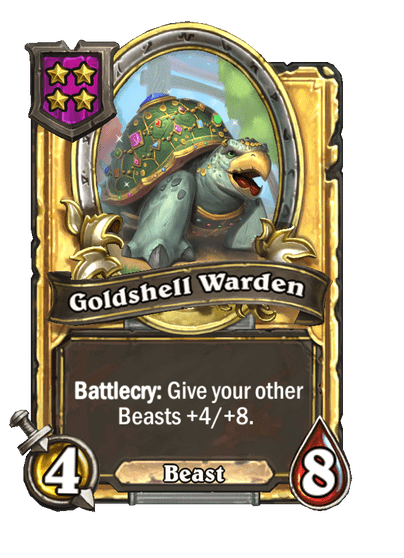 Goldshell Warden
Battlecry: Give your other
Beasts +4/+8.
4
Beast
8